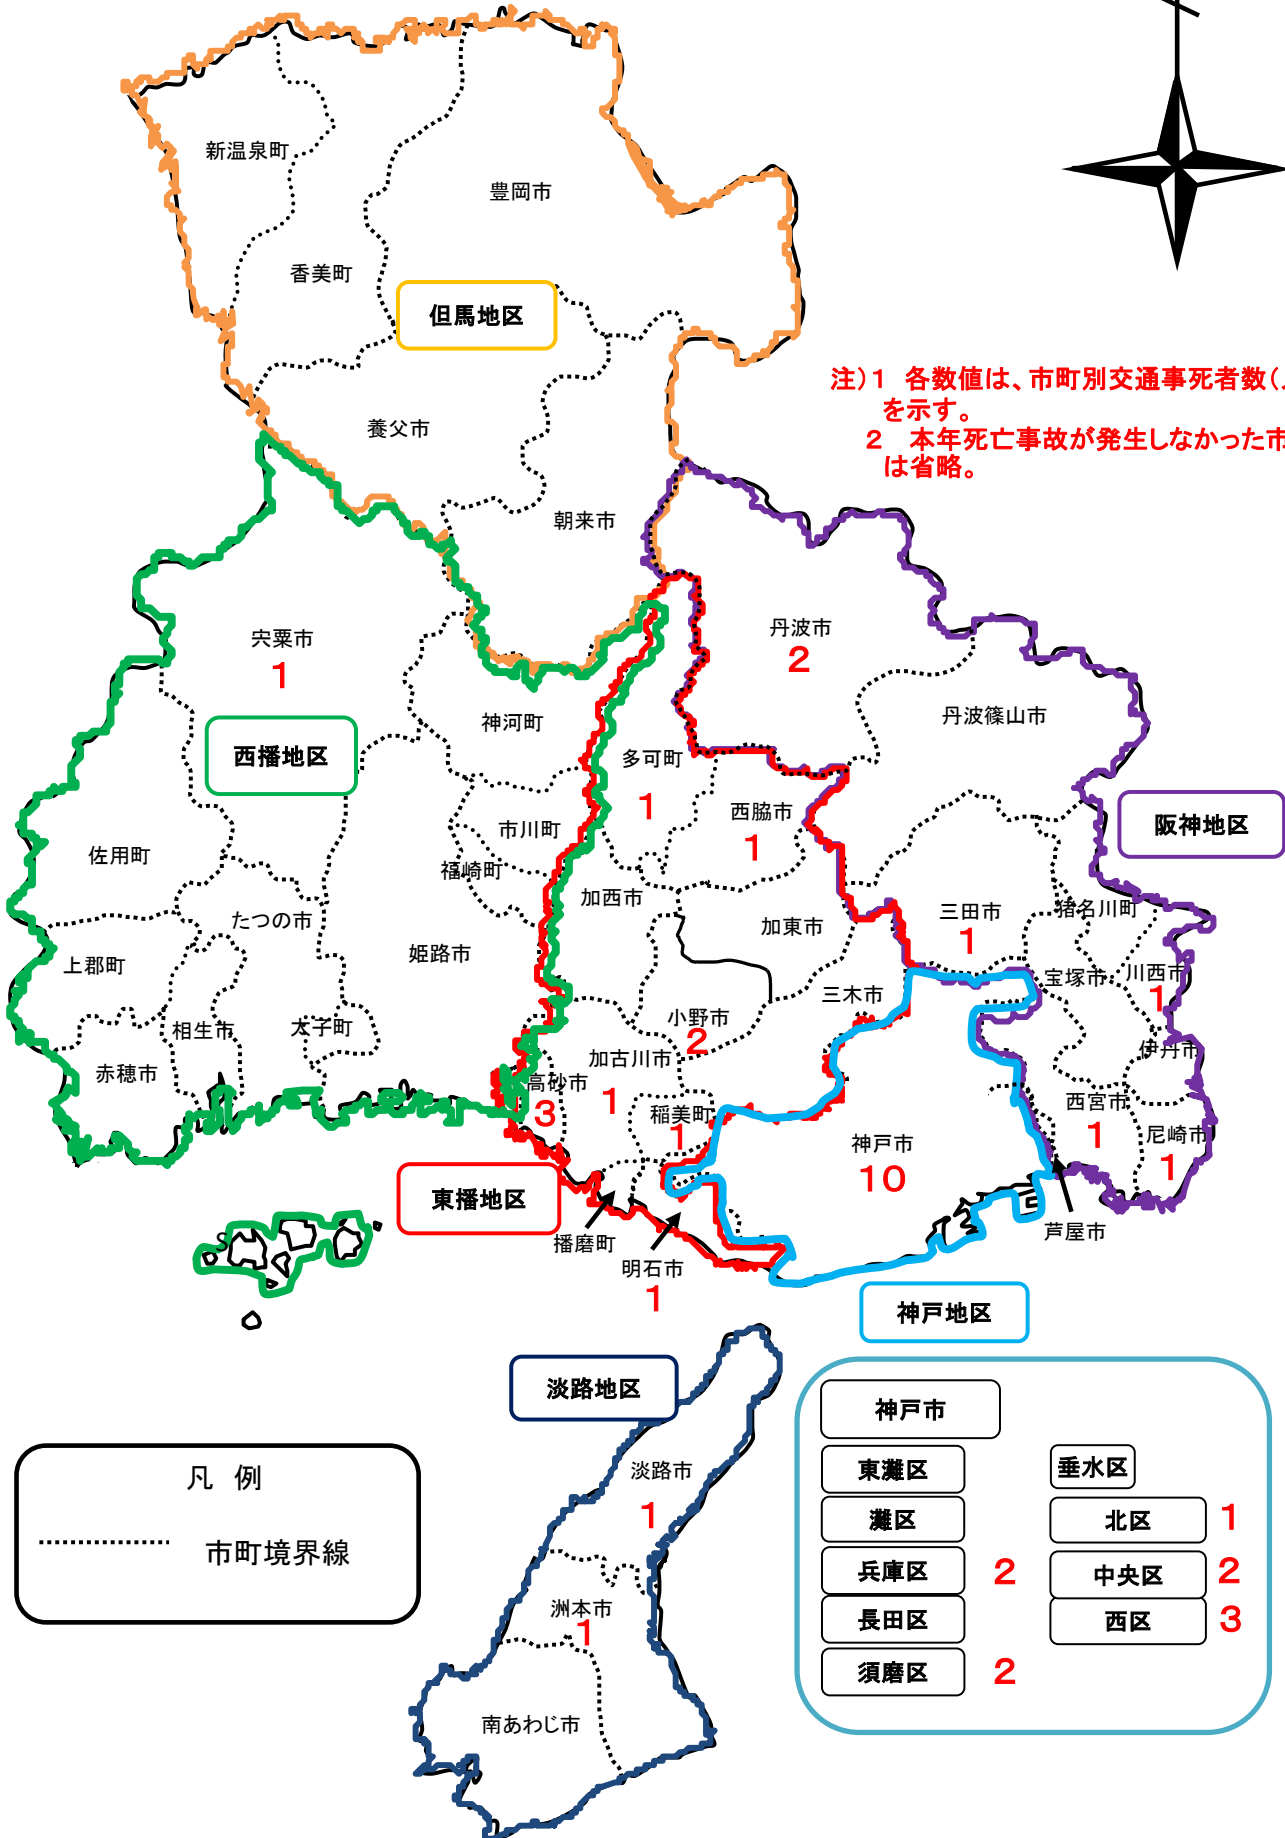 新温泉町
豊岡市
香美町
但馬地区
注)１ 各数値は、市町別交通事死者数(
を示す。
２ 本年死亡事故が発生しなかった市
は省略。
養父市
朝来市
宍粟市
1
丹波市
2
神河町
丹波篠山市
西播地区
多可町
1
西脇市
1
阪神地区
市川町
佐用町
福崎町
加西市
たつの市
加東市
三田市
1
猪名川町
姫路市
上郡町
三木市
宝塚市
川西市
1
相生市
太子町
小野市
2
赤穂市
加古川市
1
伊丹市
高砂市
3
稲美町
1
西宮市
1
神戸市
10
尼崎市
1
東播地区
播磨町
明石市
1
芦屋市
神戸地区
淡路地区
神戸市
東灘区
垂水区
灘区
北区 1
兵庫区 2
中央区 2
長田区
西区 3
須磨区 2
凡 例
市町境界線
淡路市
1
洲本市
1
南あわじ市